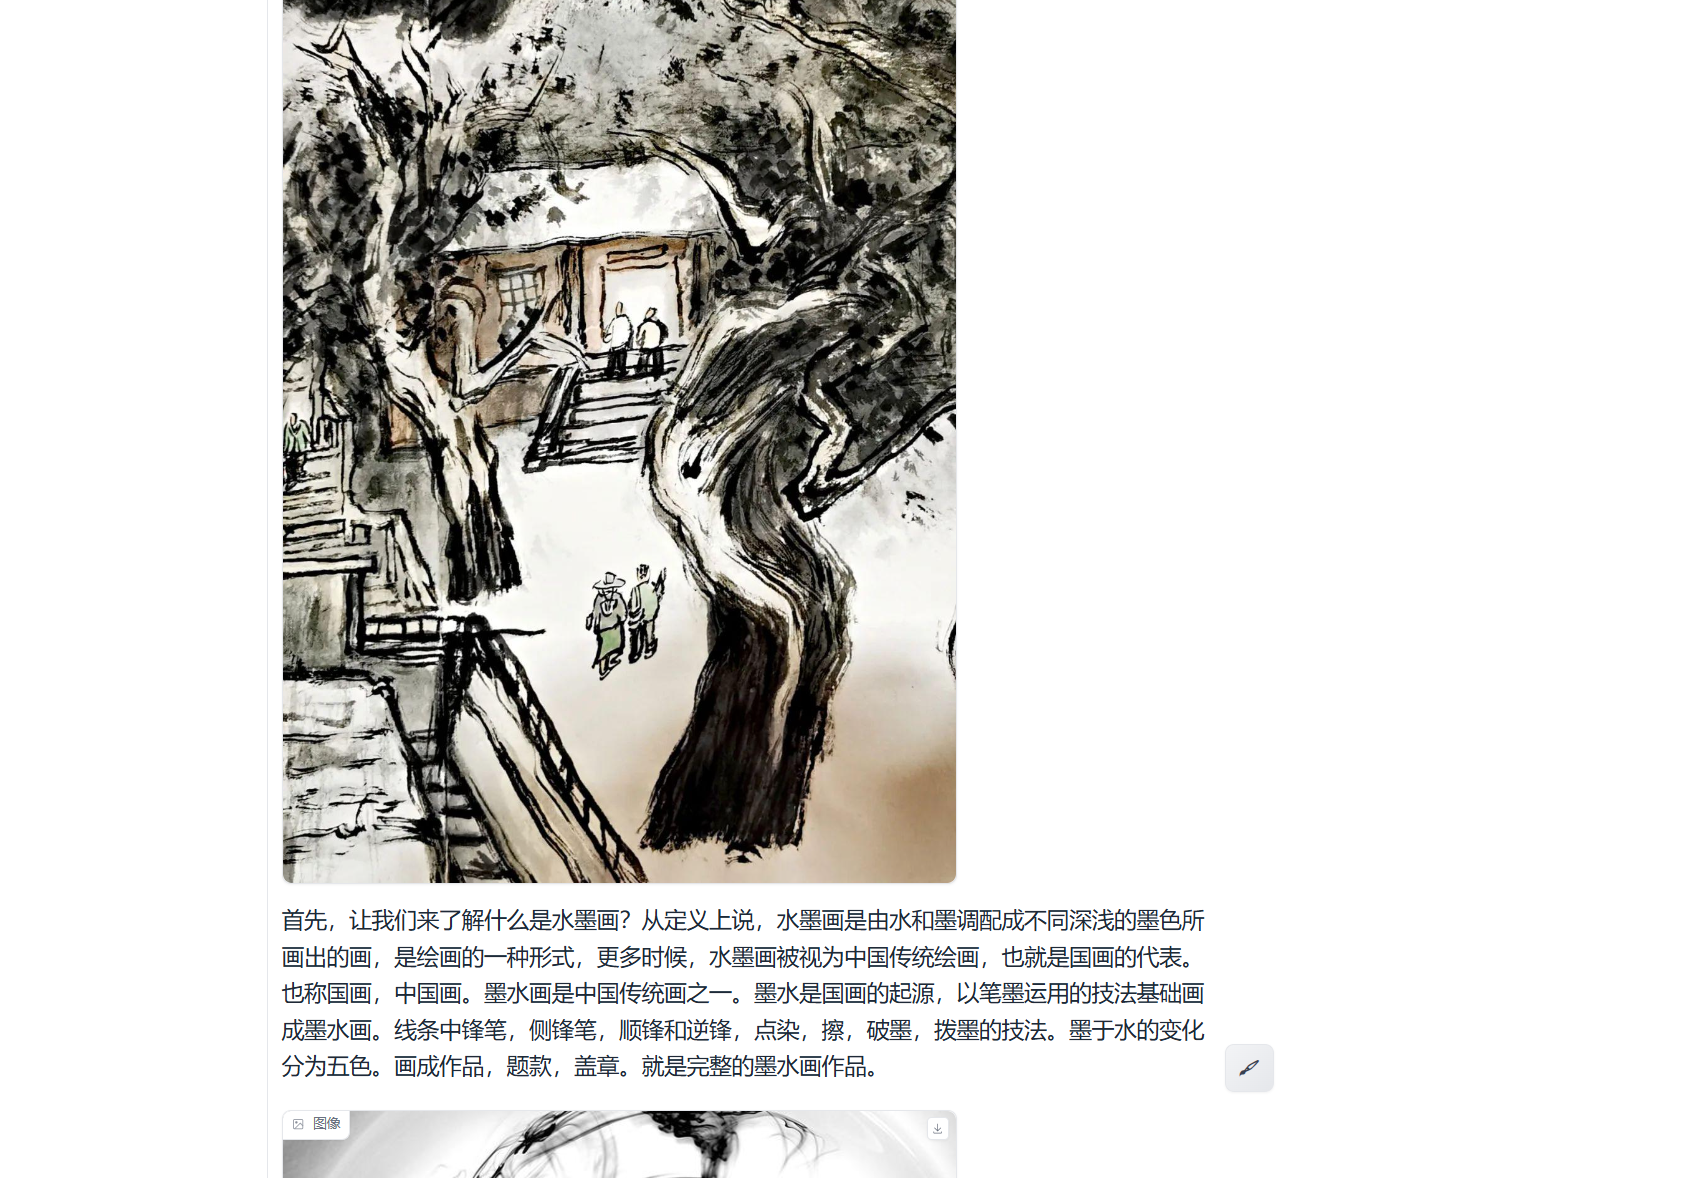 首先，让我们来了解什么是水墨画？从定义上说，水墨画是由水和墨调配成不同深浅的墨色所
画出的画，是绘画的一种形式，更多时候，水墨画被视为中国传统绘画，也就是国画的代表。
也称国画，中国画。墨水画是中国传统画之一。墨水是国画的起源，以笔墨运用的技法基础画
成墨水画。线条中锋笔，侧锋笔，顺锋和逆锋，点染，擦，破墨，拨墨的技法。墨于水的变化
分为五色。画成作品，题款，盖章。就是完整的墨水画作品。
图像